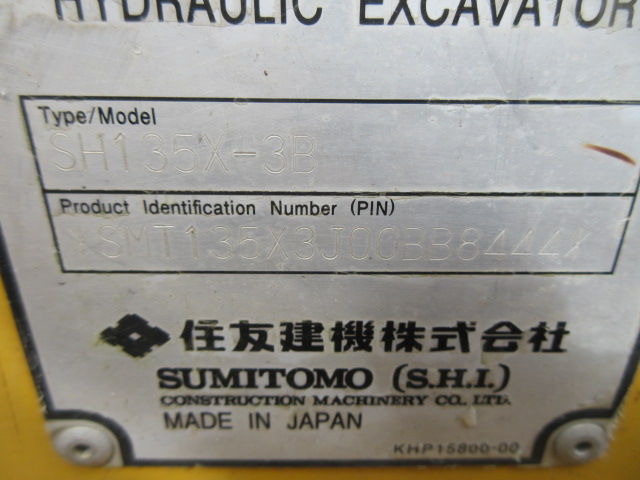 HYDRAULIC EXCAVATOR
Type/Model
SH135X-3B
Product Identification Number (PIN)
*SMT135X3J00BB8444*
住友建機株式会社
SUMITOMO (S.H.I.)
CONSTRUCTION MACHINERY CO., LTD.
MADE IN JAPAN
KHP15800-00